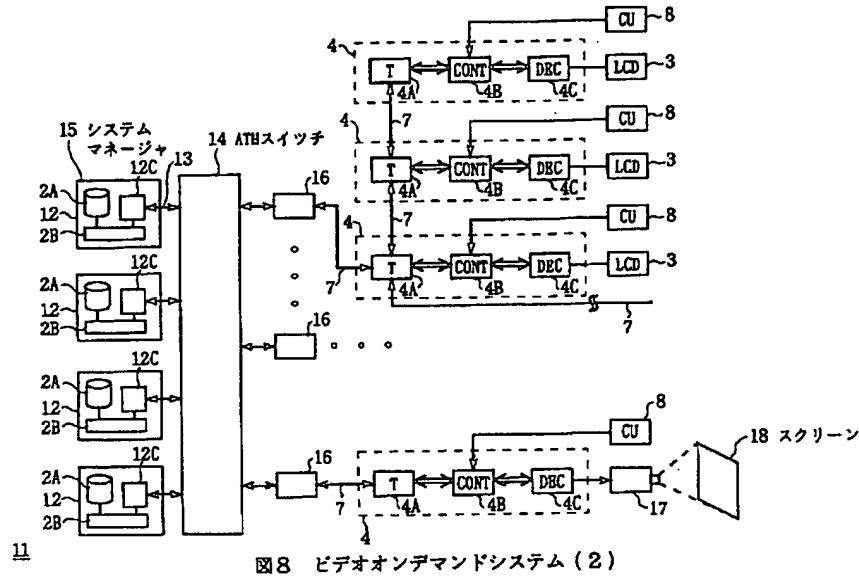 CU 8
4
T CONT DEC LCD 3
4A 4B 4C
7 CU 8
4
T CONT DEC LCD 3
4A 4B 4C
7 CU 8
4
T CONT DEC LCD 3
4A 4B 4C
7
7
15 システム
マネージャ
13
14 ATMスイッチ
2A 12C
12
2B
16
2A 12C
12
2B
16
2A 12C
12
2B
2A 12C
12
2B
16
7
CU 8
T CONT DEC
4A 4B 4C
4
17
18 スクリーン
11
図8 ビデオオンデマンドシステム(2)